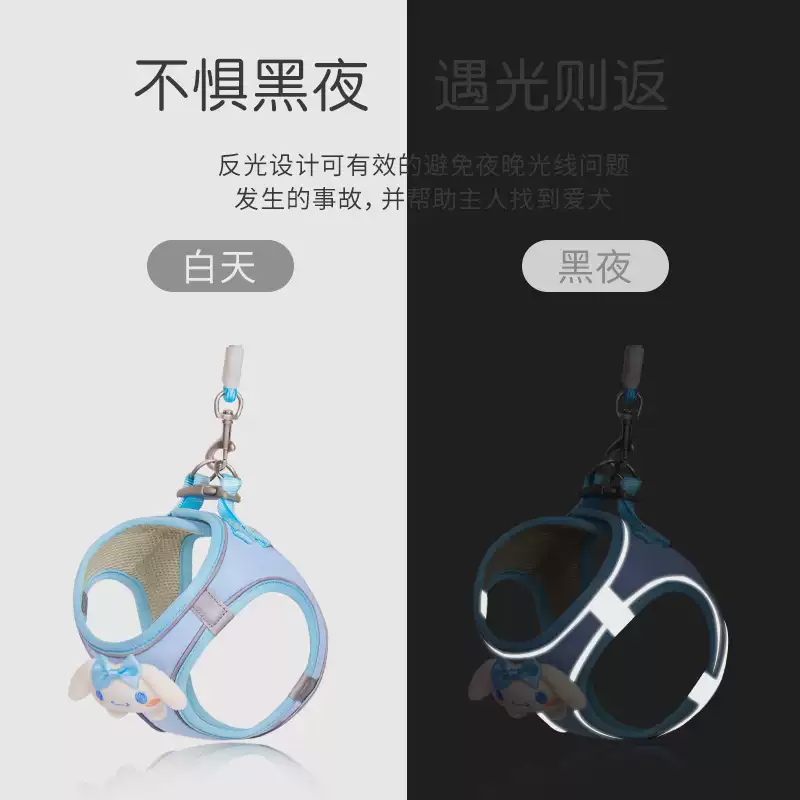 不惧黑夜 遇光则返
反光设计可有效的避免夜晚光线问题
发生的事故，并帮助主人找到爱犬
白天
黑夜